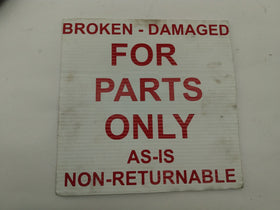 BROKEN - DAMAGED
FOR
PARTS
ONLY
AS-IS
NON-RETURNABLE